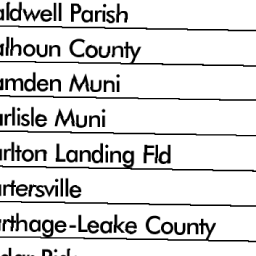 aldwell Parish
alhoun County
amden Muni
arlisle Muni
arlton Landing Fld
artersville
arthage-Leake County